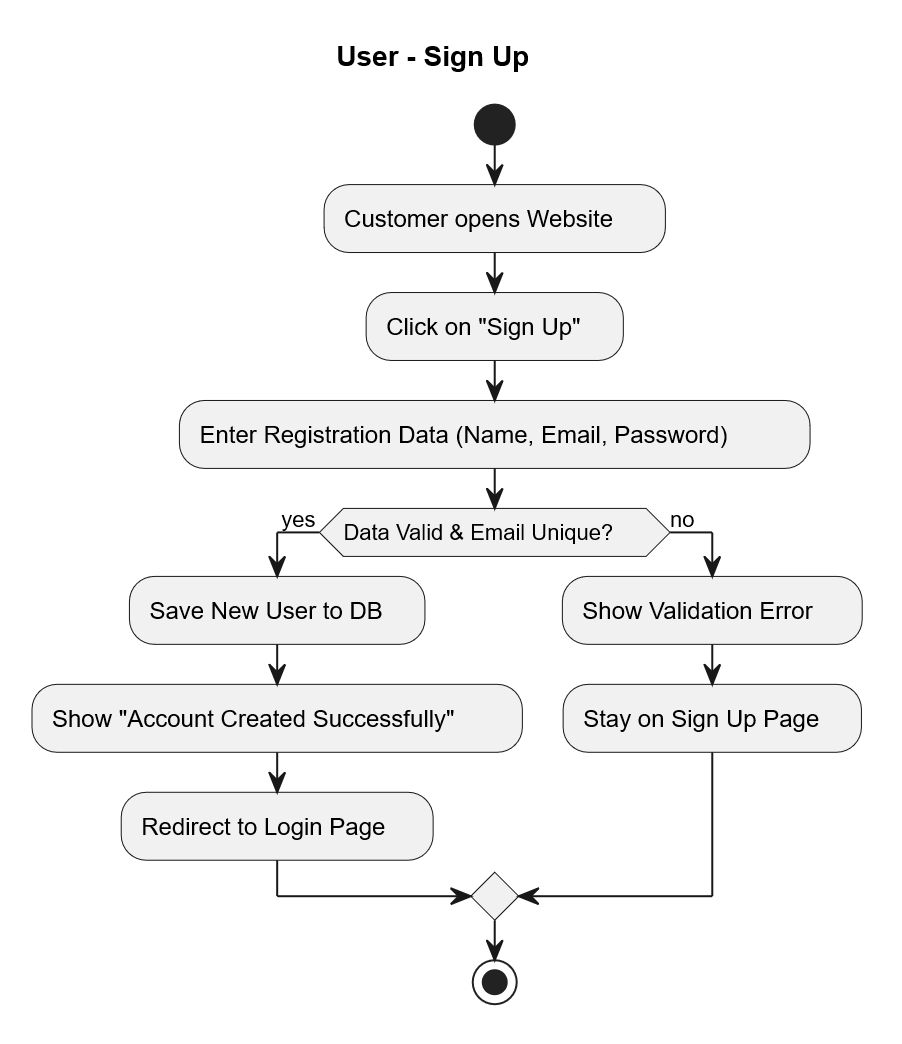 User - Sign Up
Customer opens Website
Click on "Sign Up"
Enter Registration Data (Name, Email, Password)
Data Valid & Email Unique?
yes
no
Save New User to DB
Show Validation Error
Show "Account Created Successfully"
Stay on Sign Up Page
Redirect to Login Page